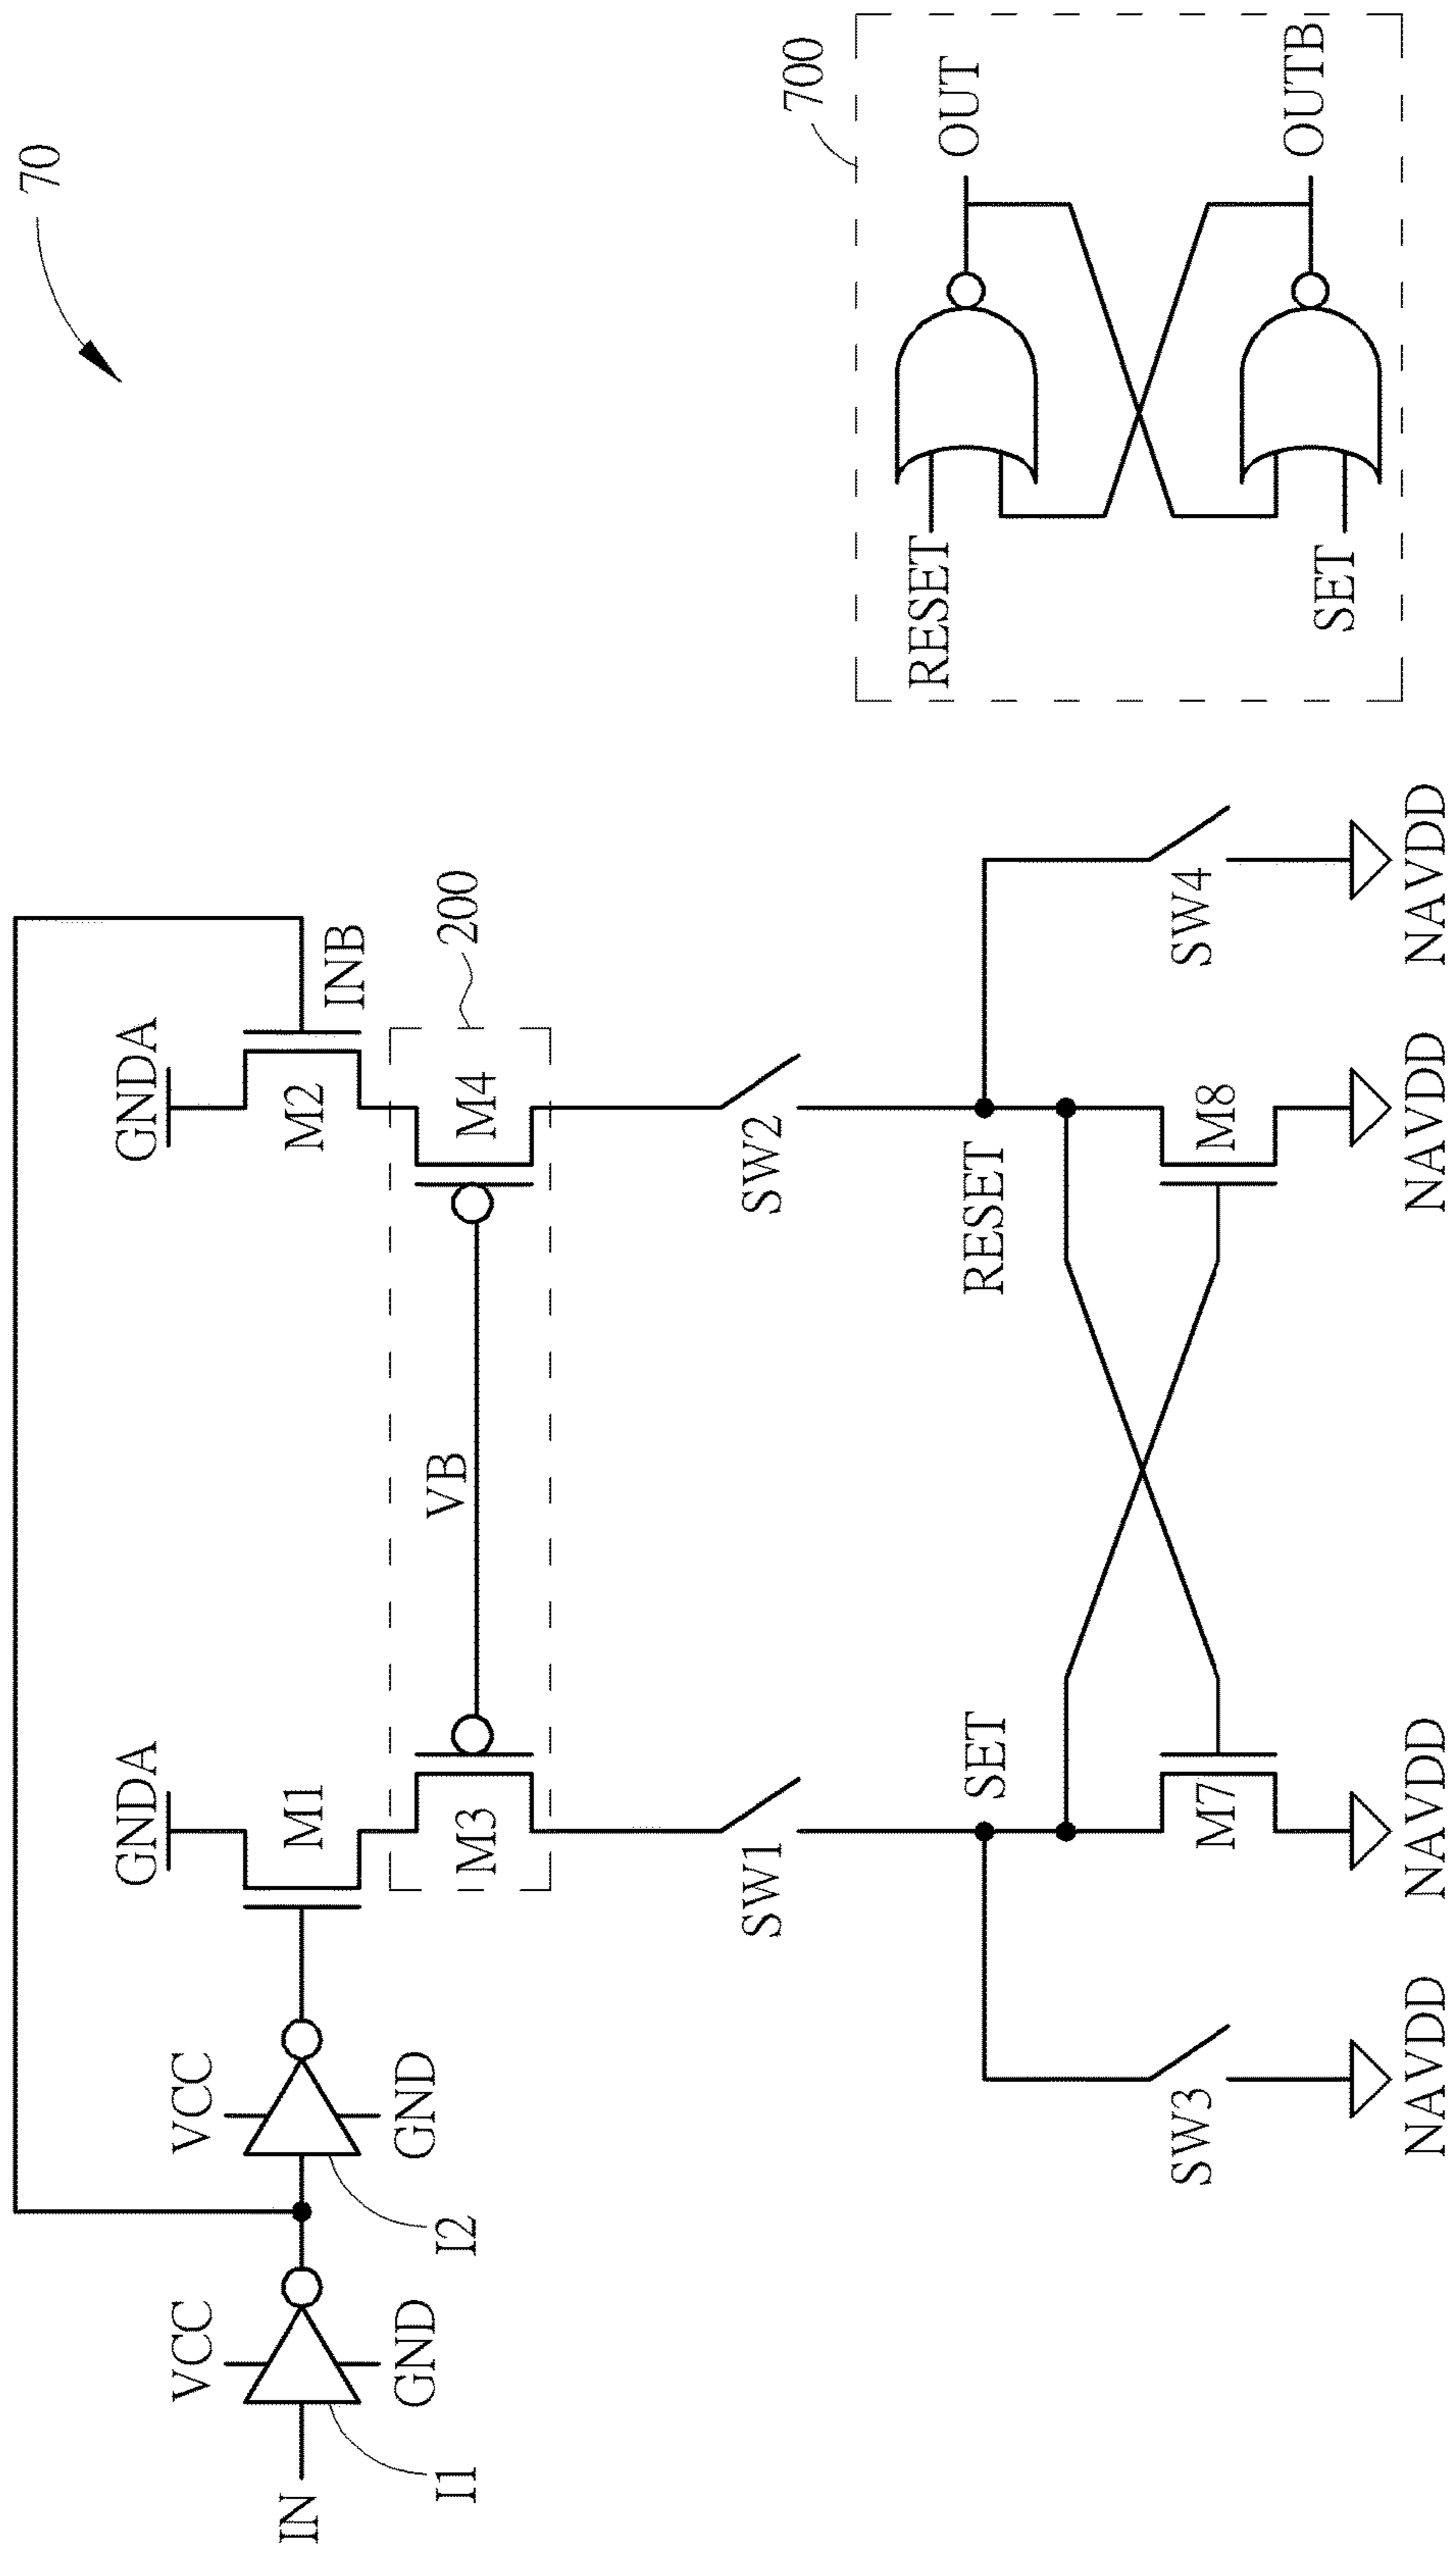 70
IN
I1
VCC
GND
I2
VCC
GND
GNDA
M1
GNDA
M2
INB
M3
VB
M4
200
SW1
SW2
SET
RESET
SW3
M7
M8
SW4
NAVDD
NAVDD
NAVDD
NAVDD
700
RESET
OUT
SET
OUTB